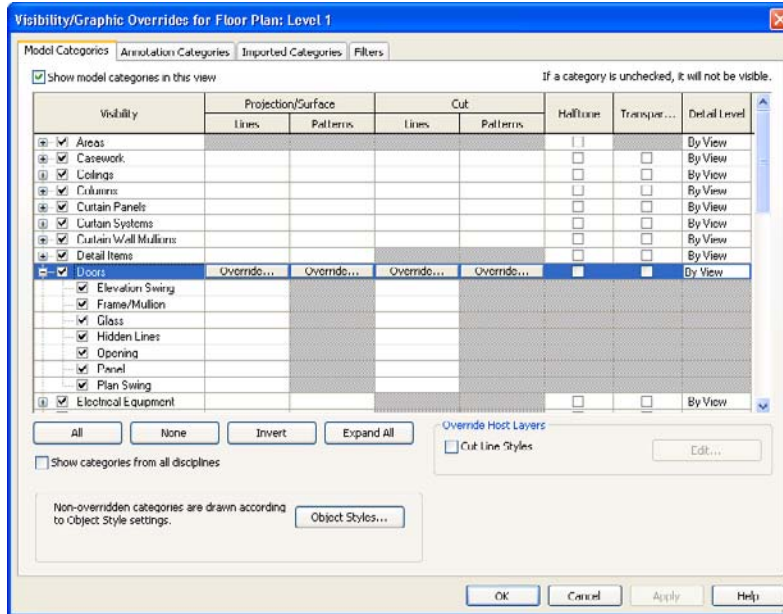 Visibility/Graphic Overrides for Floor Plan: Level 1
Model Categories Annotation Categories Imported Categories Filters
Show model categories in this view If a category is unchecked, it will not be visible.
Visibility Projection/Surface Cut Halftone Transpar... Detail Level
Lines Patterns Lines Patterns
Areas By View
Casework By View
Ceilings By View
Columns By View
Curtain Panels By View
Curtain Systems By View
Curtain Wall Mullions By View
Detail Items By View
Doors Override... Override... Override... Override... By View
Elevation Swing
Frame/Mullion
Glass
Hidden Lines
Opening
Panel
Plan Swing
Electrical Equipment By View
All None Invert Expand All Override Host Layers
Cut Line Styles Edit...
Show categories from all disciplines
Non-overridden categories are drawn according
to Object Style settings. Object Styles...
OK Cancel Apply Help